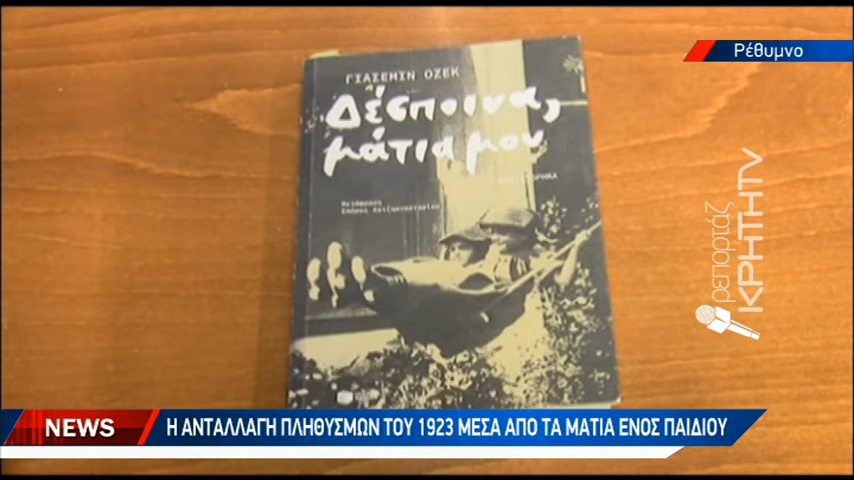 Ρέθυμνο
ΓΙΑΣΕΜΙΝ ΟΖΕΚ
Δέσποινα,
μάτια μου
Μετάφραση
ρεπορτάζ
ΚΡΗΤΗTV
NEWS
Η ΑΝΤΑΛΛΑΓΗ ΠΛΗΘΥΣΜΩΝ ΤΟΥ 1923 ΜΕΣΑ ΑΠΟ ΤΑ ΜΑΤΙΑ ΕΝΟΣ ΠΑΙΔΙΟΥ